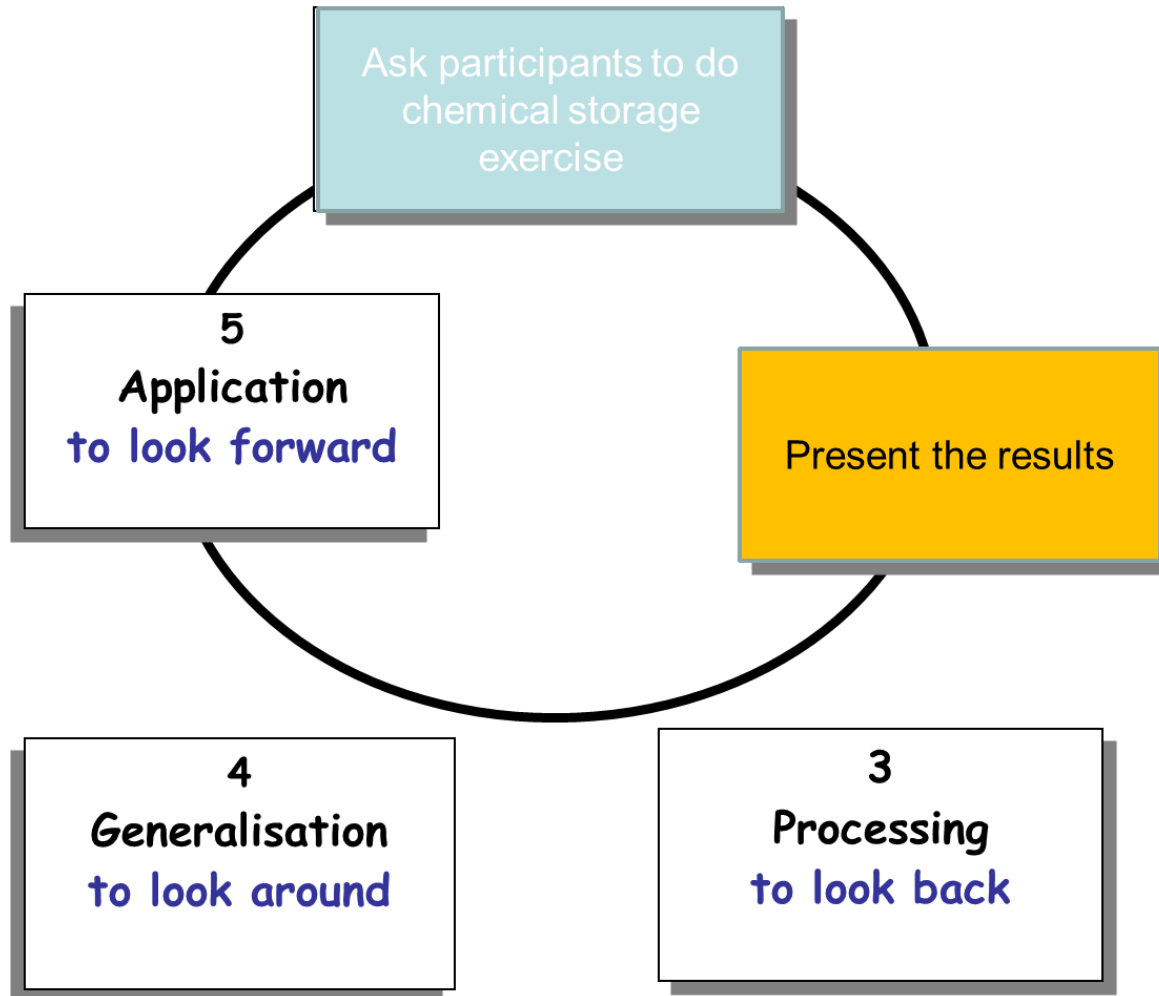 Ask participants to do
chemical storage
exercise
Present the results
3
Processing
to look back
4
Generalisation
to look around
5
Application
to look forward